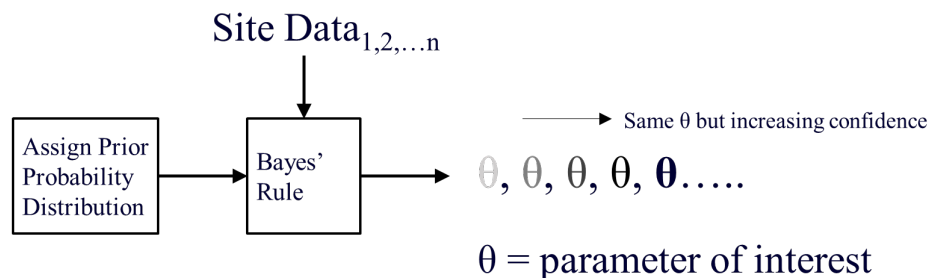 Site Data1,2,…n
Assign Prior
Probability
Distribution
Bayes’
Rule
Same θ but increasing confidence
θ, θ, θ, θ, θ…..
θ = parameter of interest